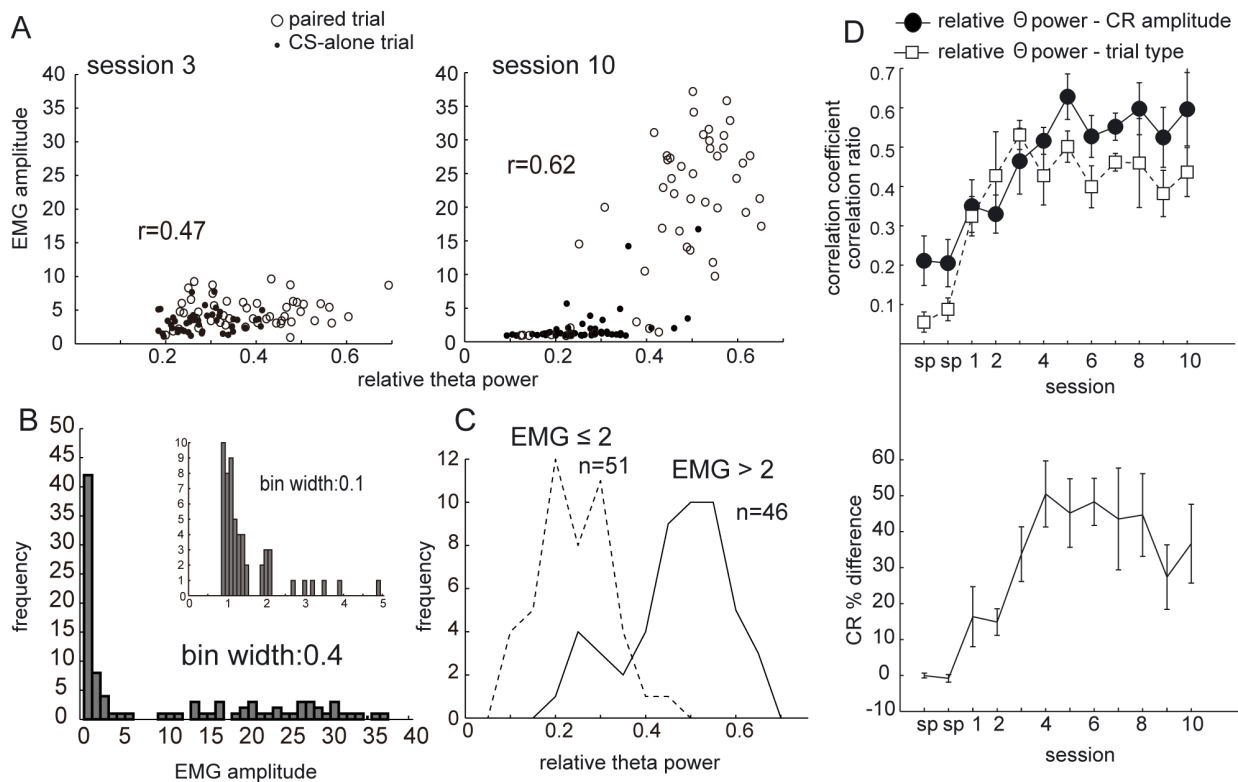 A
○ paired trial
• CS-alone trial
session 3
40
35
30
25
20
15
10
5
0
EMG amplitude
r=0.47
0.2 0.4 0.6
session 10
40
35
30
25
20
15
10
5
0
r=0.62
0.2 0.4 0.6
relative theta power
B
50
45
40
35
30
25
20
15
10
5
0
frequency
10
9
8
7
6
5
4
3
2
1
0 1 2 3 4 5
bin width:0.1
bin width:0.4
0 5 10 15 20 25 30 35 40
EMG amplitude
C
EMG ≤ 2
n=51
EMG > 2
n=46
12
10
8
6
4
2
0
frequency
0 0.2 0.4 0.6
relative theta power
D
relative Θ power - CR amplitude
relative Θ power - trial type
0.7
0.6
0.5
0.4
0.3
0.2
0.1
correlation coefficient
correlation ratio
sp sp 1 2 4 6 8 10
session
60
50
40
30
20
10
0
-10
CR % difference
sp sp 1 2 4 6 8 10
session